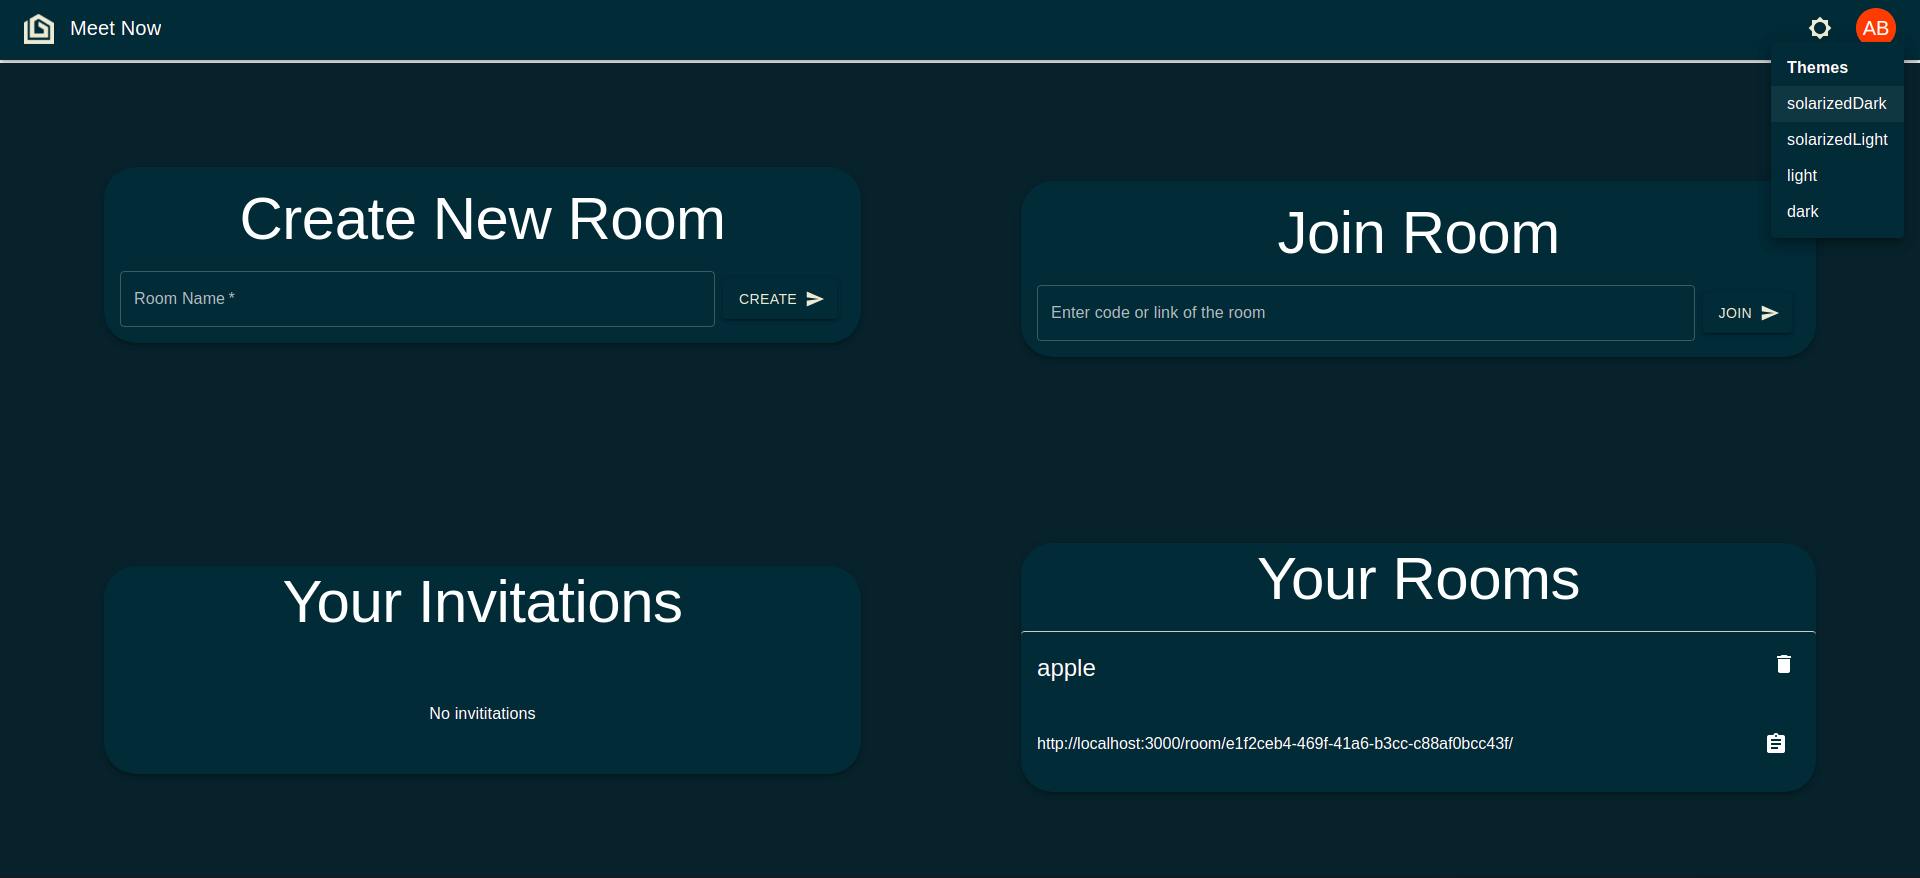 Meet Now
AB
Themes
solarizedDark
solarizedLight
light
dark
Create New Room
Room Name *
CREATE
Join Room
Enter code or link of the room
JOIN
Your Invitations
No invititations
Your Rooms
apple
http://localhost:3000/room/e1f2ceb4-469f-41a6-b3cc-c88af0bcc43f/